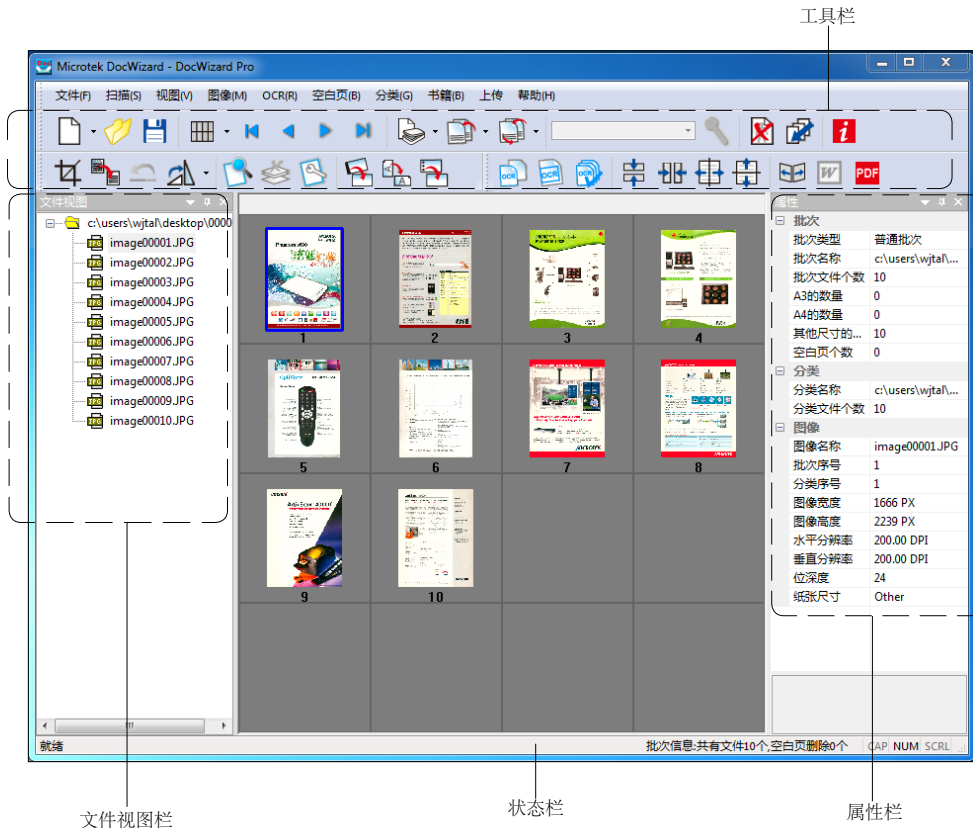 工具栏
Microtek DocWizard - DocWizard Pro
文件(F) 扫描(S) 视图(V) 图像(M) OCR(R) 空白页(B) 分类(G) 书籍(B) 上传 帮助(H)
OCR OCR OCR W PDF
文件视图
c:\users\wjtal\desktop\0000
image00001.JPG
image00002.JPG
image00003.JPG
image00004.JPG
image00005.JPG
image00006.JPG
image00007.JPG
image00008.JPG
image00009.JPG
image00010.JPG
1 2 3 4
5 6 7 8
9 10
属性
批次
批次类型 普通批次
批次名称 c:\users\wjtal\...
批次文件个数 10
A3的数量 0
A4的数量 0
其他尺寸的... 10
空白页个数 0
分类
分类名称 c:\users\wjtal\...
分类文件个数 10
图像
图像名称 image00001.JPG
批次序号 1
分类序号 1
图像宽度 1666 PX
图像高度 2239 PX
水平分辨率 200.00 DPI
垂直分辨率 200.00 DPI
位深度 24
纸张尺寸 Other
就绪 批次信息:共有文件10个,空白页删除0个 CAP NUM SCRL
文件视图栏
状态栏
属性栏